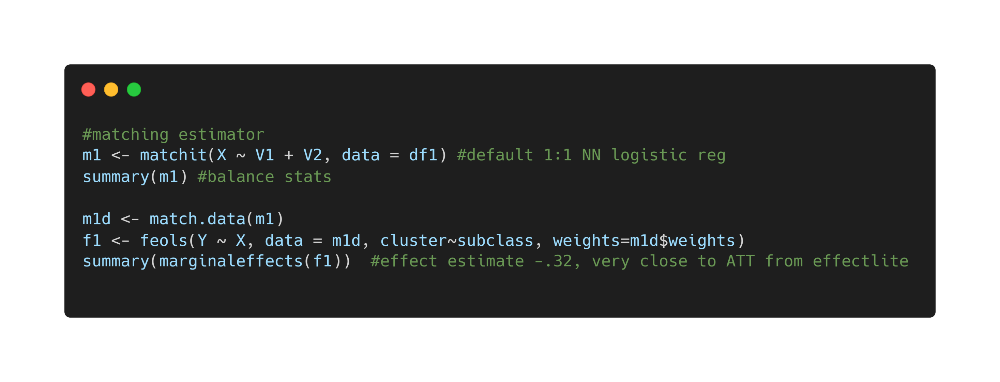 #matching estimator
m1 <- matchit(X ~ V1 + V2, data = df1) #default 1:1 NN logistic reg
summary(m1) #balance stats
m1d <- match.data(m1)
f1 <- feols(Y ~ X, data = m1d, cluster~subclass, weights=m1d$weights)
summary(marginaleffects(f1))  #effect estimate -.32, very close to ATT from effectlite